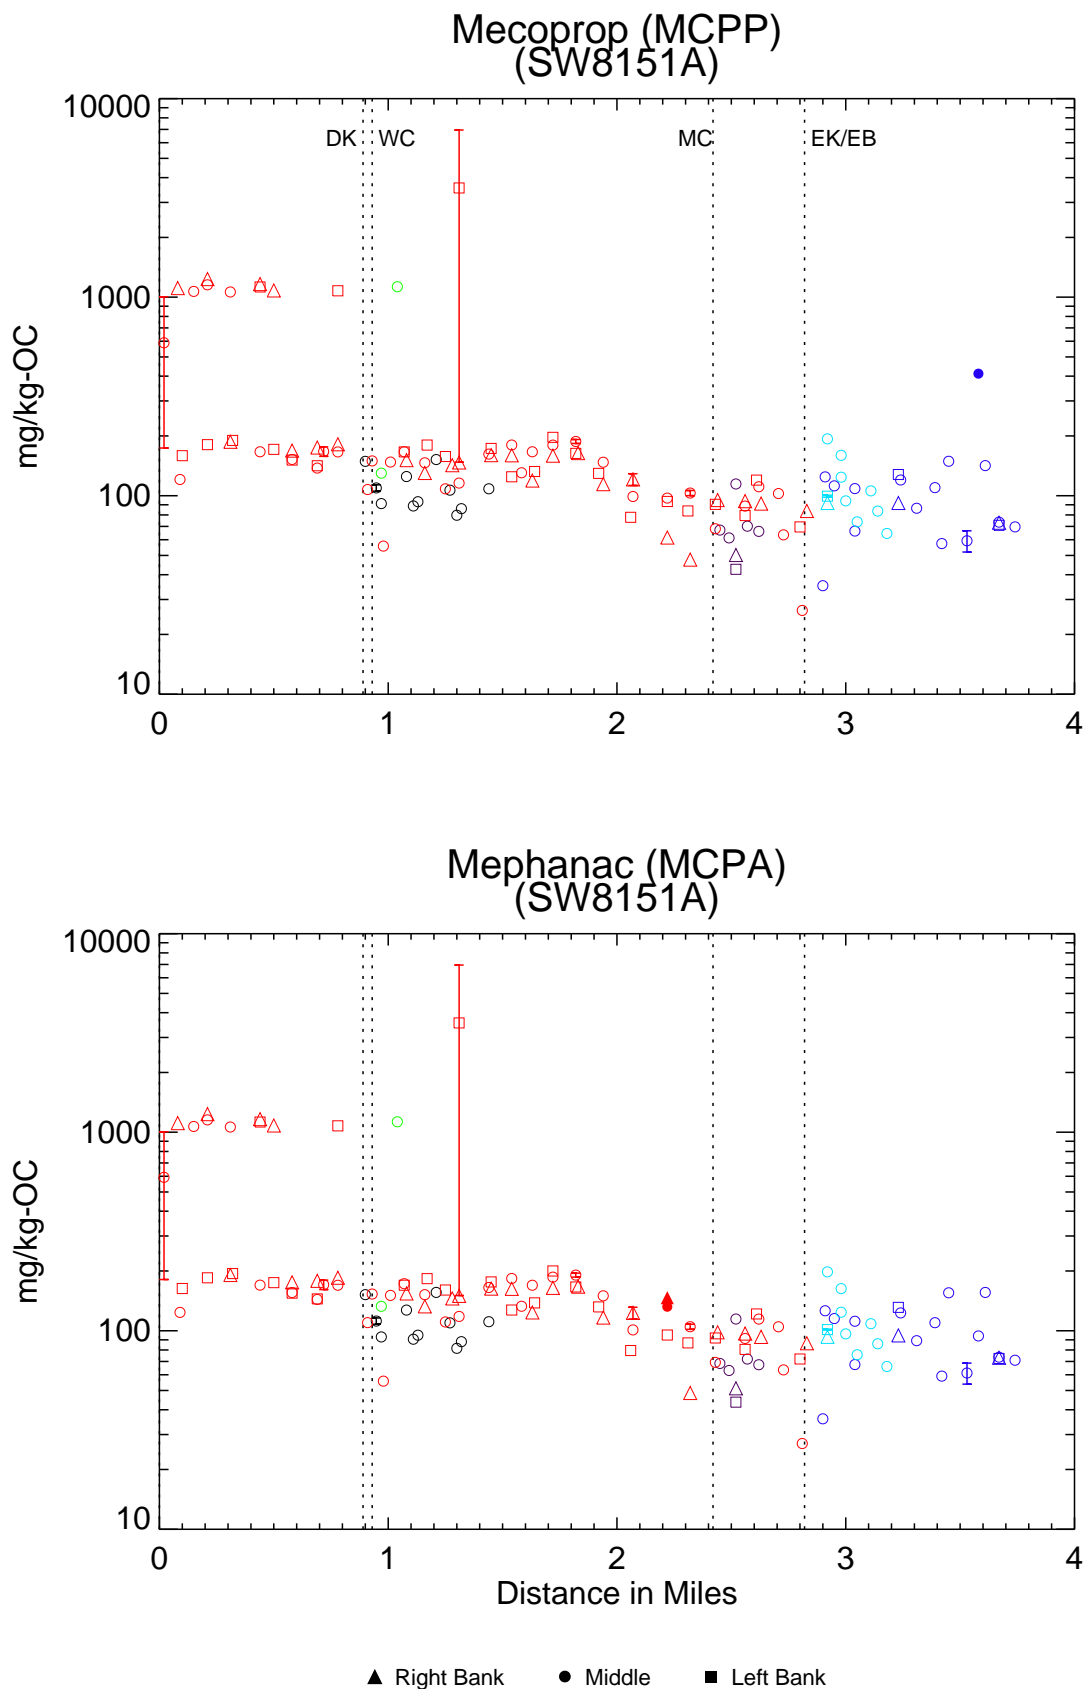 Mecoprop (MCPP)
(SW8151A)
10000
DK WC MC EK/EB
1000
mg/kg-OC
100
10
0 1 2 3 4
Mephanac (MCPA)
(SW8151A)
10000
1000
mg/kg-OC
100
10
0 1 2 3 4
Distance in Miles
Right Bank Middle Left Bank